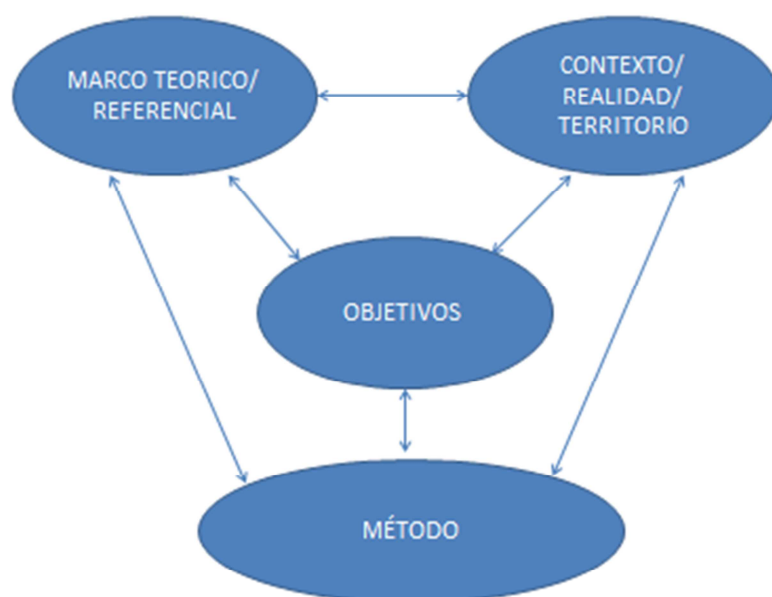 MARCO TEORICO/
REFERENCIAL
CONTEXTO/
REALIDAD/
TERRITORIO
OBJETIVOS
MÉTODO